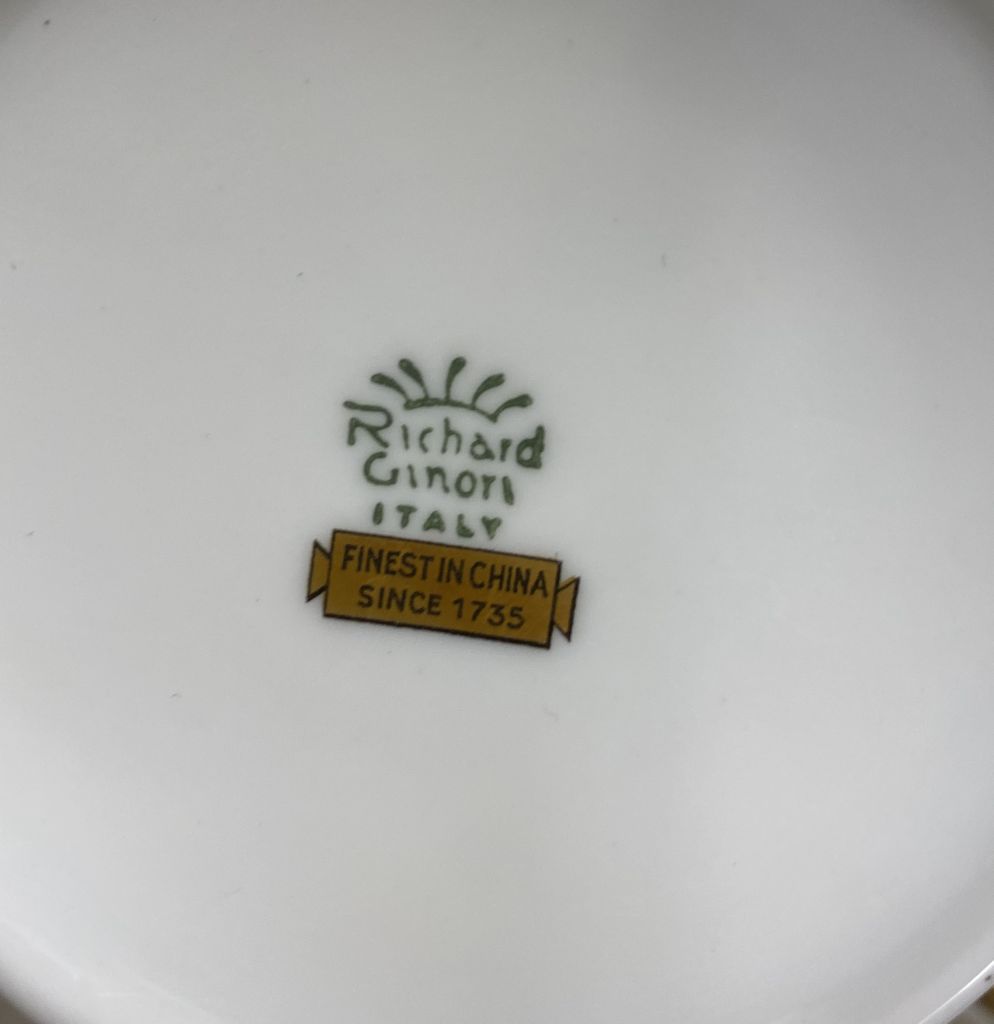 Richard
Ginori
ITALY
FINEST IN CHINA
SINCE 1735